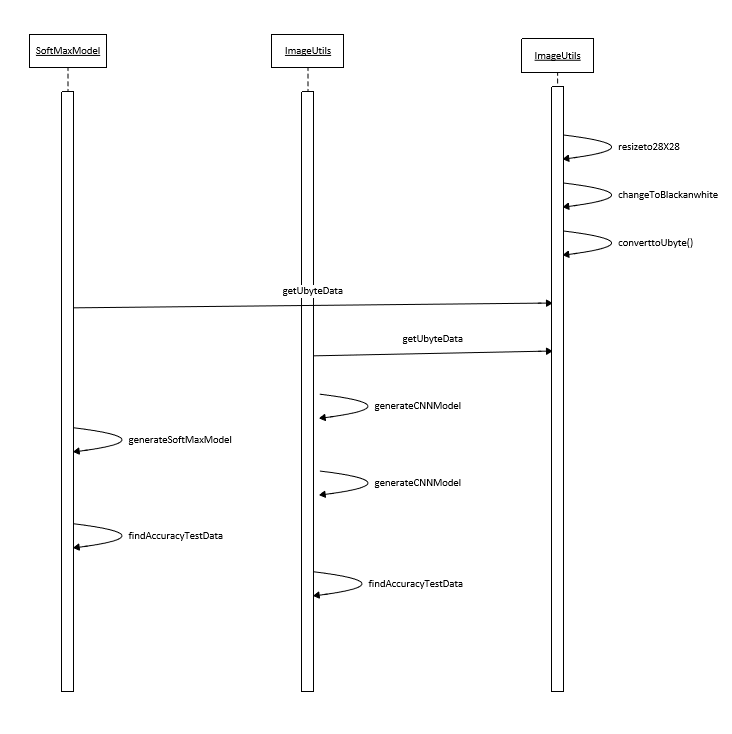 SoftMaxModel
ImageUtils
ImageUtils
resizeto28X28
changeToBlackanwhite
converttoUbyte()
getUbyteData
getUbyteData
generateCNNModel
generateSoftMaxModel
generateCNNModel
findAccuracyTestData
findAccuracyTestData